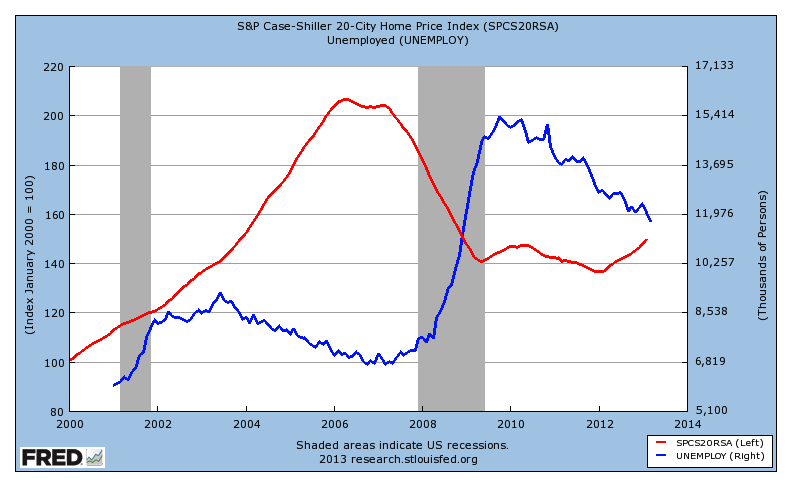 S&P Case-Shiller 20-City Home Price Index (SPCS20RSA)
Unemployed (UNEMPLOY)
220
200
180
160
140
120
100
80
(Index January 2000 = 100)
17,133
15,414
13,695
11,976
10,257
8,538
6,819
5,100
(Thousands of Persons)
2000 2002 2004 2006 2008 2010 2012 2014
Shaded areas indicate US recessions.
2013 research.stlouisfed.org
FRED
SPCS20RSA (Left)
UNEMPLOY (Right)